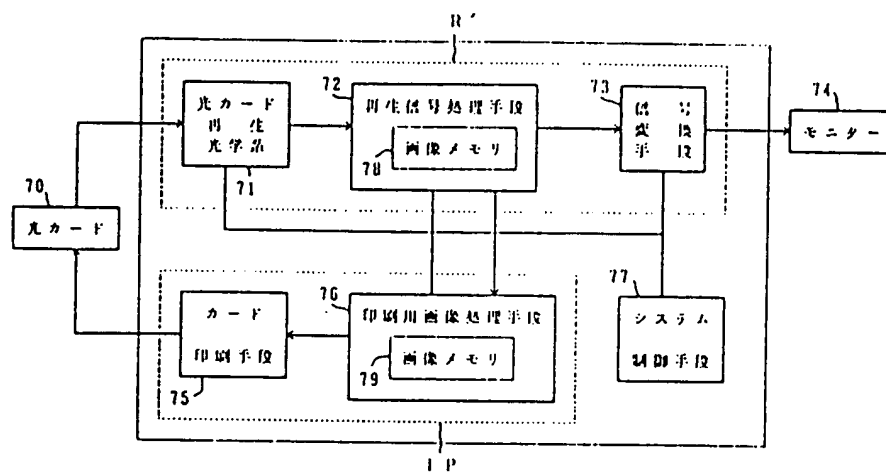 R'
71
光カード
再生
光学部
72
再生信号処理手段
78
画像メモリ
73
信号
変換
手段
74
モニター
70
光カード
75
カード
印刷手段
76
印刷用画像処理手段
79
画像メモリ
77
システム
制御手段
IP